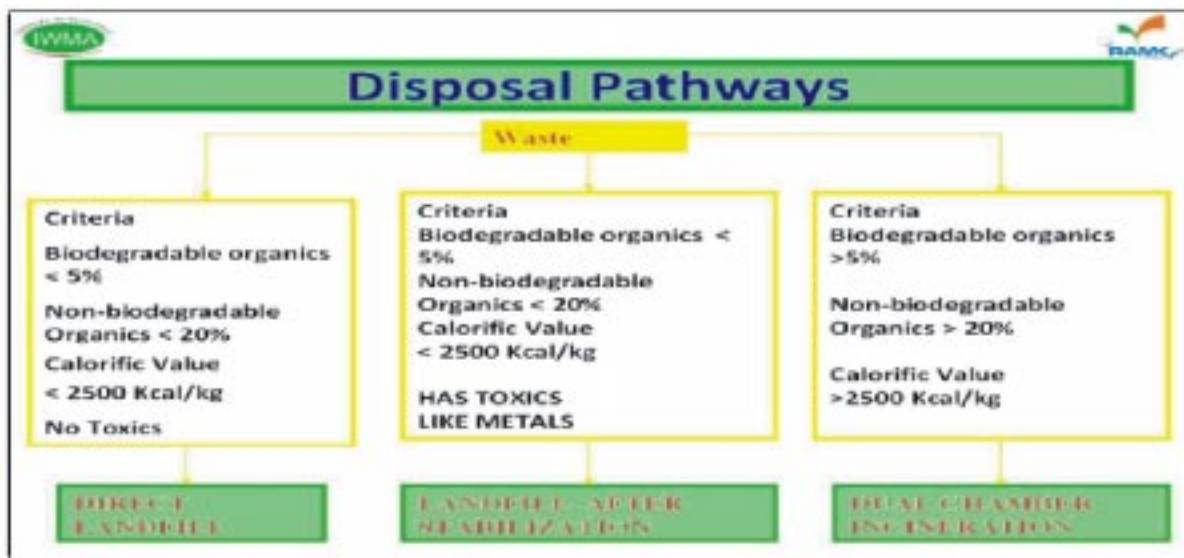 IWMA
RAMKY
Disposal Pathways
Waste
Criteria
Biodegradable organics
< 5%
Non-biodegradable
Organics < 20%
Calorific Value
< 2500 Kcal/kg
No Toxics
DIRECT
LANDFILL
Criteria
Biodegradable organics <
5%
Non-biodegradable
Organics < 20%
Calorific Value
< 2500 Kcal/kg
HAS TOXICS
LIKE METALS
LANDFILL AFTER
STABILIZATION
Criteria
Biodegradable organics
>5%
Non-biodegradable
Organics > 20%
Calorific Value
>2500 Kcal/kg
DUAL CHAMBER
INCINERATION